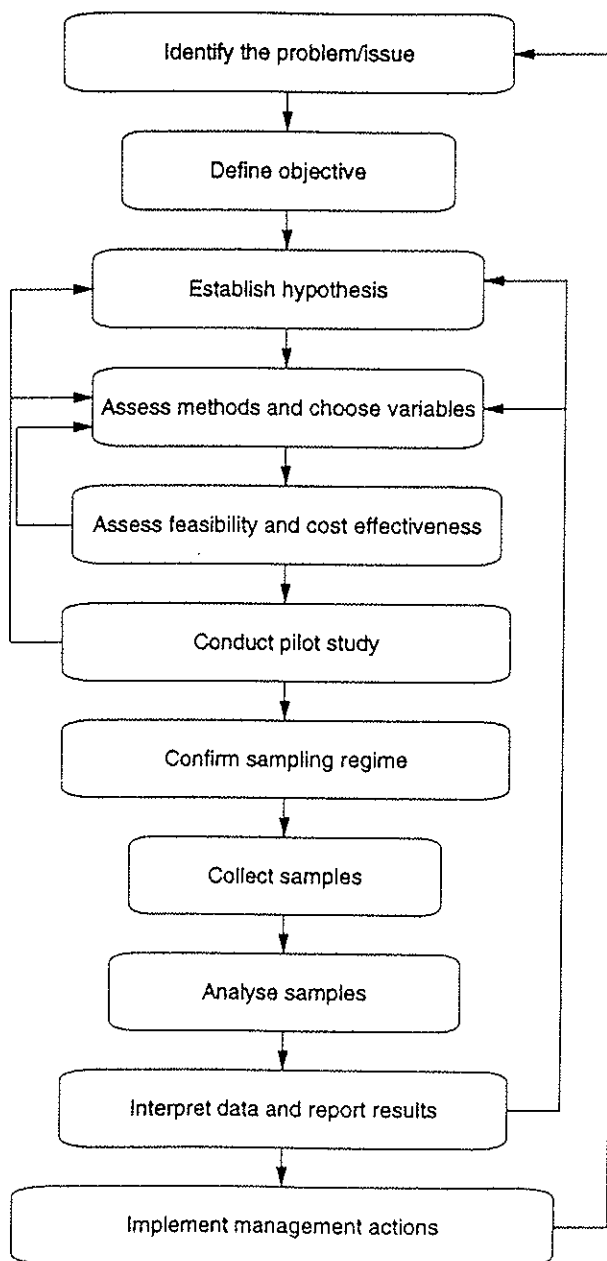 Identify the problem/issue
Define objective
Establish hypothesis
Assess methods and choose variables
Assess feasibility and cost effectiveness
Conduct pilot study
Confirm sampling regime
Collect samples
Analyse samples
Interpret data and report results
Implement management actions